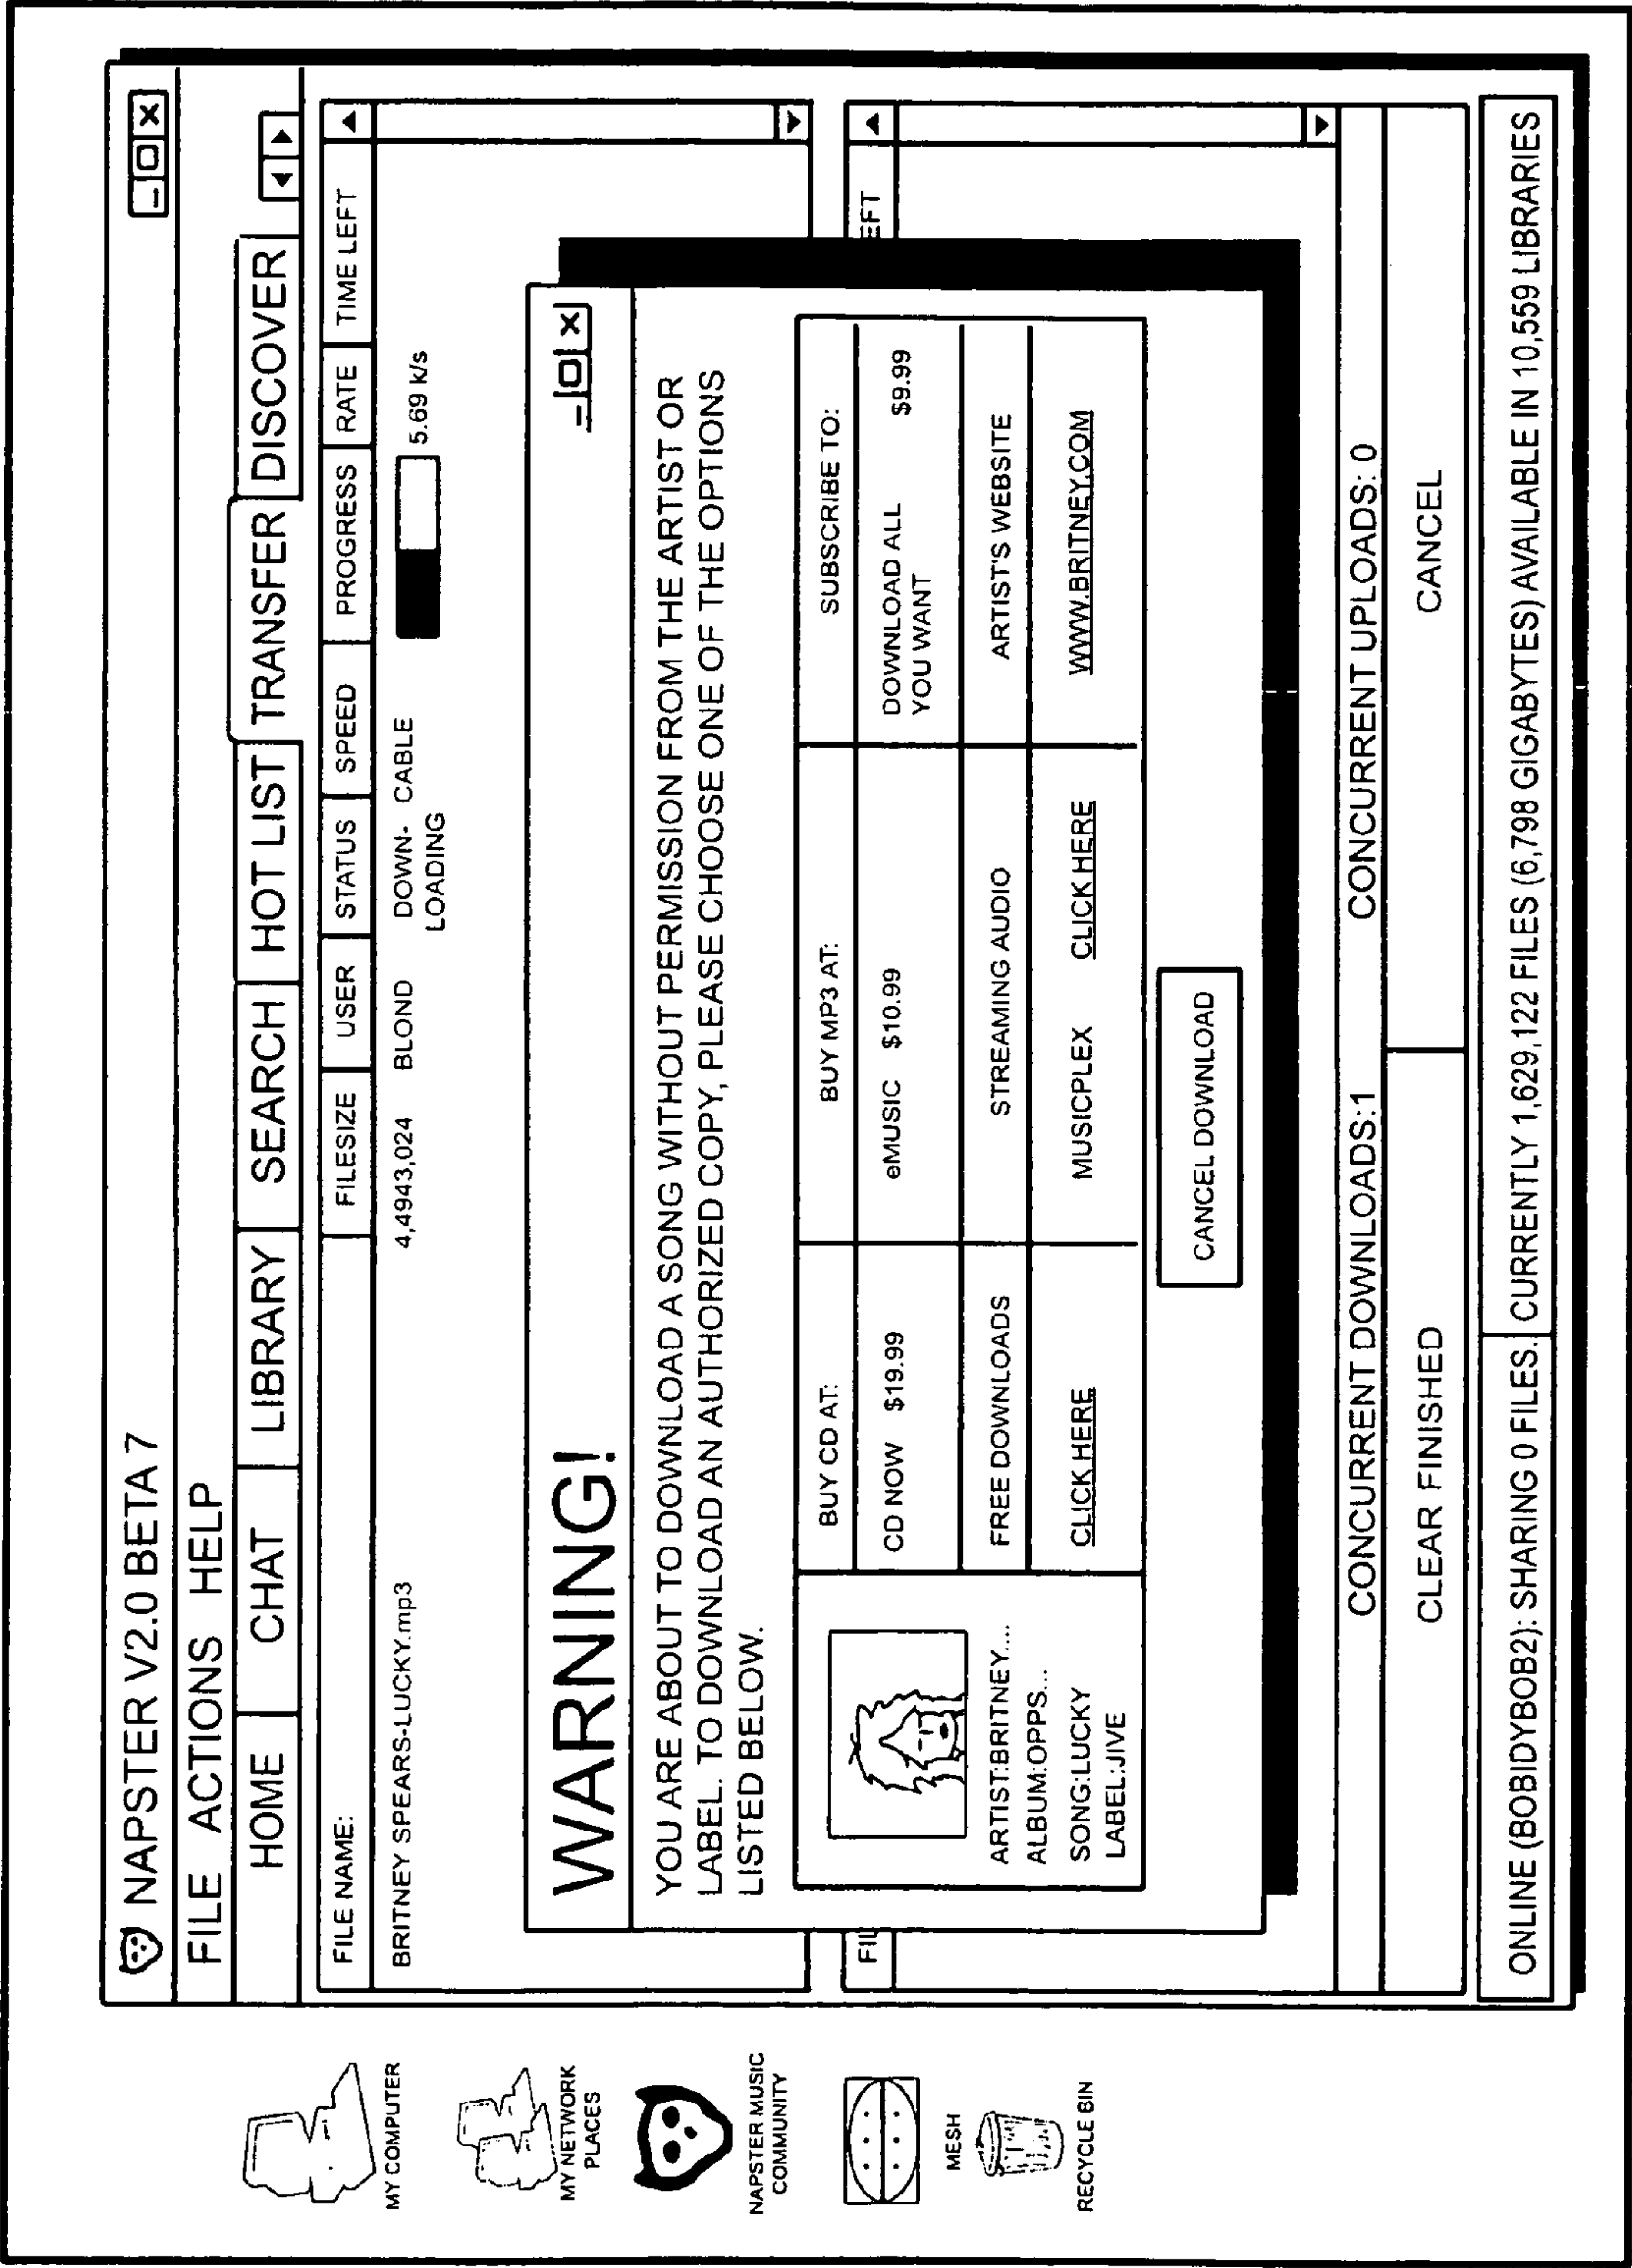 NAPSTER V2.0 BETA 7
FILE ACTIONS HELP
HOME CHAT LIBRARY SEARCH HOT LIST TRANSFER DISCOVER
FILE NAME: FILESIZE USER STATUS SPEED PROGRESS RATE TIME LEFT
BRITNEY SPEARS-LUCKY.mp3 4,4943,024 BLOND DOWN- CABLE 5.69 k/s
LOADING
WARNING!
YOU ARE ABOUT TO DOWNLOAD A SONG WITHOUT PERMISSION FROM THE ARTIST OR
LABEL. TO DOWNLOAD AN AUTHORIZED COPY, PLEASE CHOOSE ONE OF THE OPTIONS
LISTED BELOW.
BUY CD AT: BUY MP3 AT: SUBSCRIBE TO:
CD NOW $19.99 eMUSIC $10.99 DOWNLOAD ALL $9.99
YOU WANT
FREE DOWNLOADS STREAMING AUDIO ARTIST'S WEBSITE
CLICK HERE MUSICPLEX CLICK HERE WWW.BRITNEY.COM
ARTIST:BRITNEY....
ALBUM:OPPS...
SONG:LUCKY
LABEL:JIVE
CANCEL DOWNLOAD
FIL EFT
CONCURRENT DOWNLOADS:1 CONCURRENT UPLOADS: 0
CLEAR FINISHED CANCEL
ONLINE (BOBIDYBOB2): SHARING 0 FILES. CURRENTLY 1,629,122 FILES (6,798 GIGABYTES) AVAILABLE IN 10,559 LIBRARIES
MY COMPUTER
MY NETWORK
PLACES
NAPSTER MUSIC
COMMUNITY
MESH
RECYCLE BIN